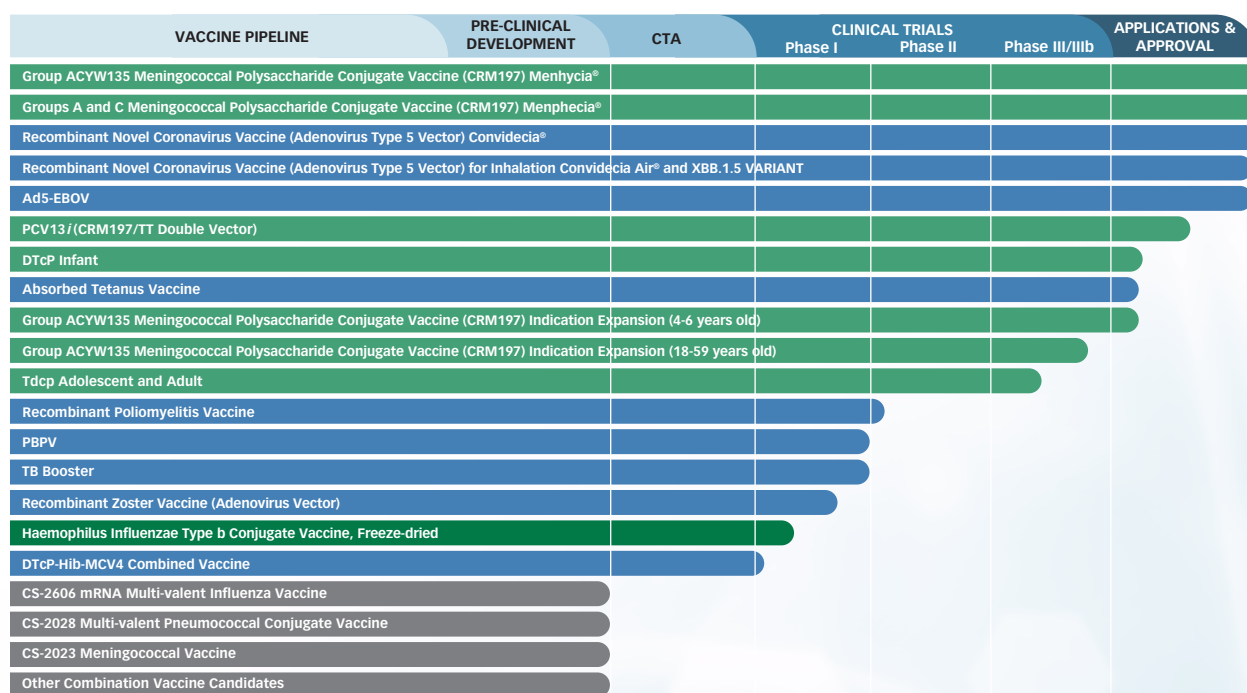 VACCINE PIPELINE
PRE-CLINICAL
DEVELOPMENT
CTA
CLINICAL TRIALS
Phase I
Phase II
Phase III/IIIb
APPLICATIONS &
APPROVAL
Group ACYW135 Meningococcal Polysaccharide Conjugate Vaccine (CRM197) Menhycia®
Groups A and C Meningococcal Polysaccharide Conjugate Vaccine (CRM197) Menphecia®
Recombinant Novel Coronavirus Vaccine (Adenovirus Type 5 Vector) Convidecia®
Recombinant Novel Coronavirus Vaccine (Adenovirus Type 5 Vector) for Inhalation Convidecia Air® and XBB.1.5 VARIANT
Ad5-EBOV
PCV13i (CRM197/TT Double Vector)
DTcP Infant
Absorbed Tetanus Vaccine
Group ACYW135 Meningococcal Polysaccharide Conjugate Vaccine (CRM197) Indication Expansion (4-6 years old)
Group ACYW135 Meningococcal Polysaccharide Conjugate Vaccine (CRM197) Indication Expansion (18-59 years old)
Tdcp Adolescent and Adult
Recombinant Poliomyelitis Vaccine
PBPV
TB Booster
Recombinant Zoster Vaccine (Adenovirus Vector)
Haemophilus Influenzae Type b Conjugate Vaccine, Freeze-dried
DTcP-Hib-MCV4 Combined Vaccine
CS-2606 mRNA Multi-valent Influenza Vaccine
CS-2028 Multi-valent Pneumococcal Conjugate Vaccine
CS-2023 Meningococcal Vaccine
Other Combination Vaccine Candidates